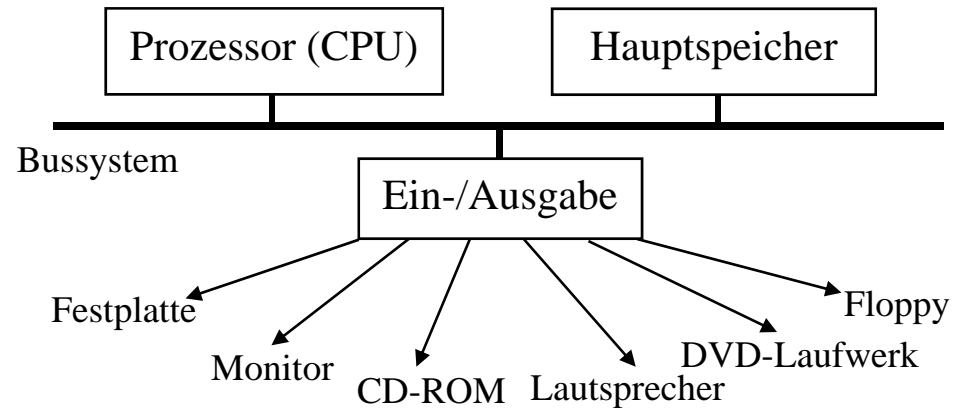 Prozessor (CPU)
Hauptspeicher
Bussystem
Ein-/Ausgabe
Festplatte
Monitor
CD-ROM
Lautsprecher
DVD-Laufwerk
Floppy